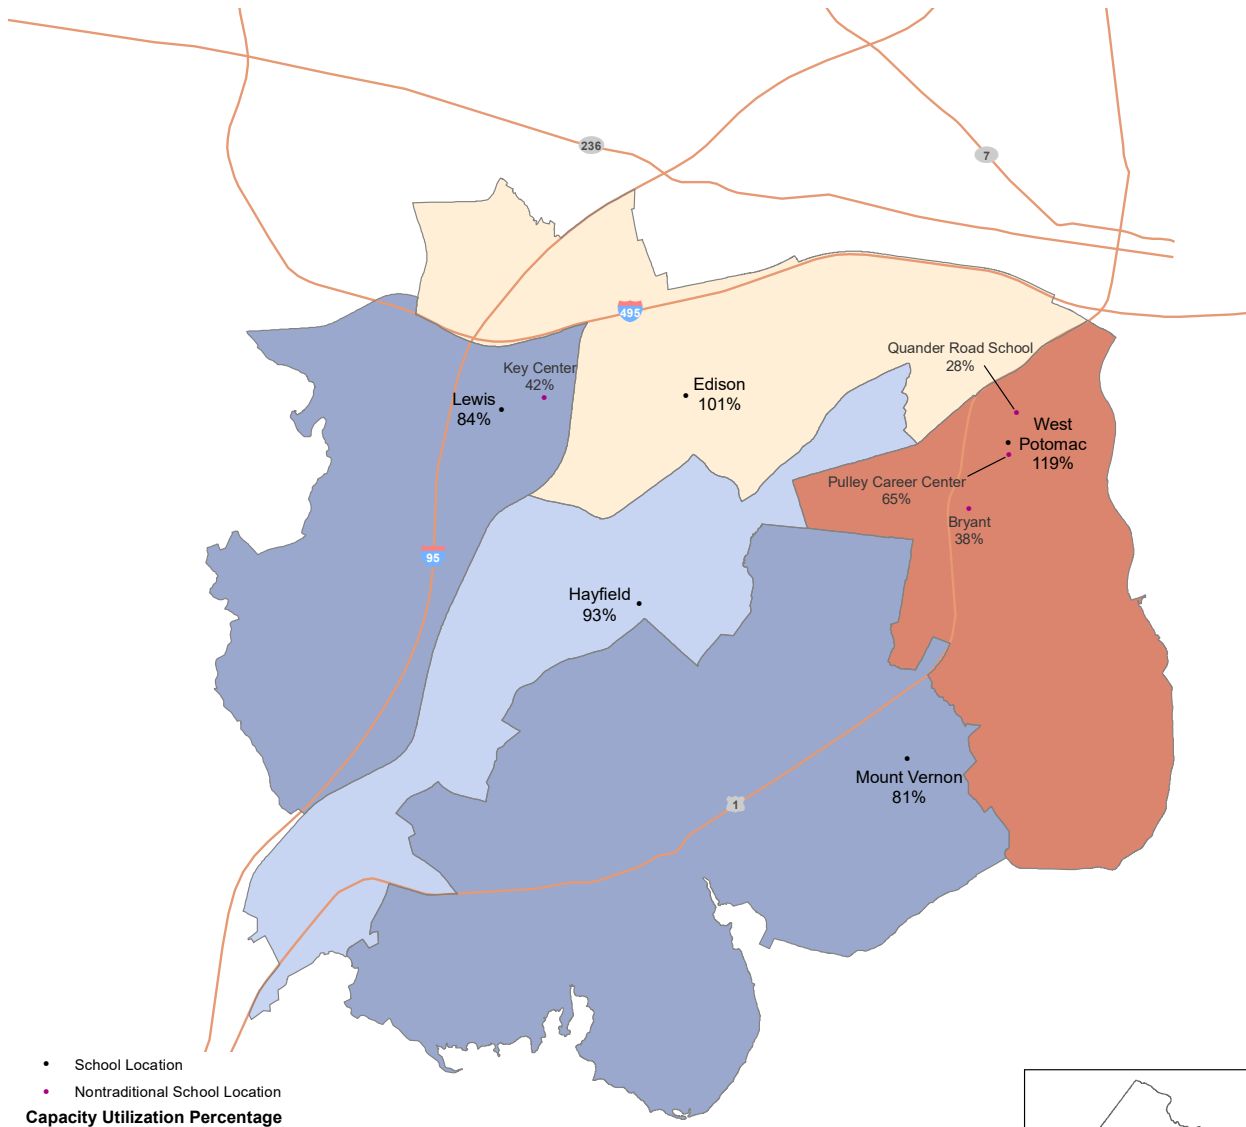 236
7
495
Quander Road School
28%
Key Center
42%
Edison
101%
Lewis
84%
West
Potomac
119%
Pulley Career Center
65%
Bryant
38%
95
Hayfield
93%
Mount Vernon
81%
1
School Location
Nontraditional School Location
Capacity Utilization Percentage